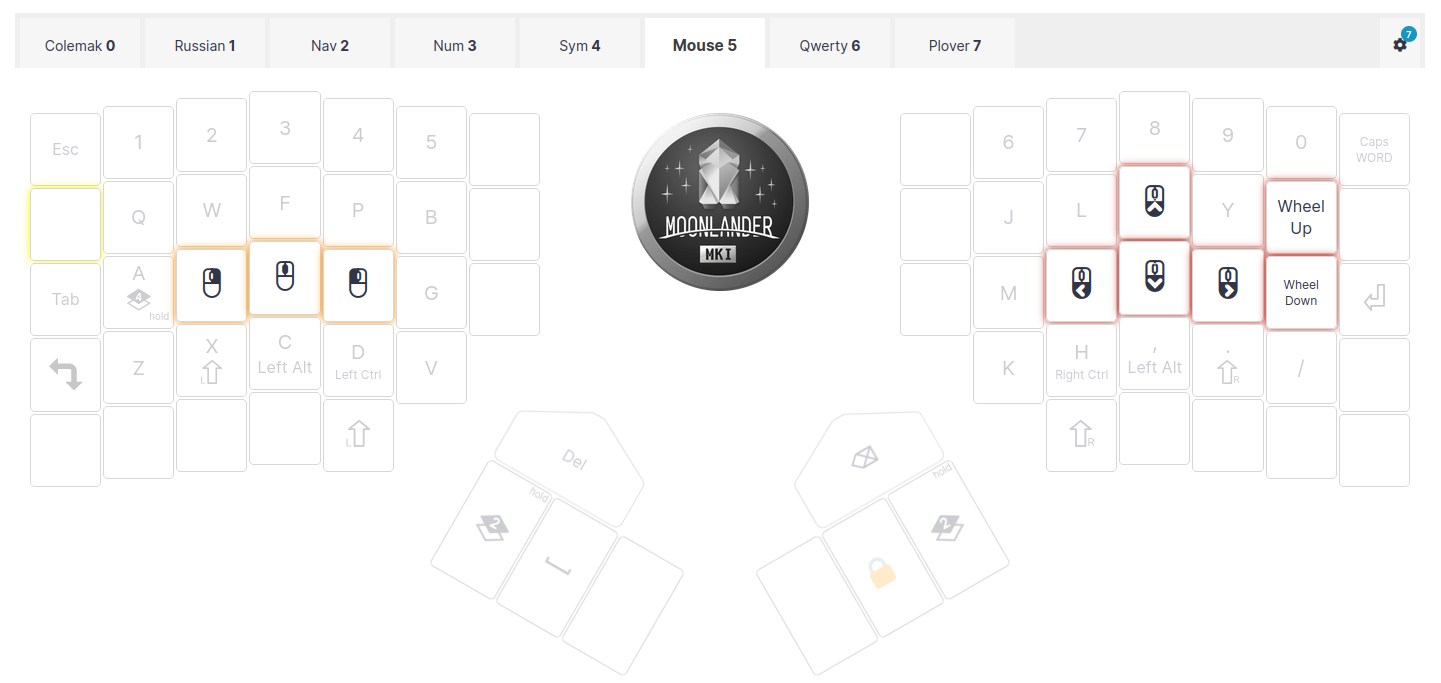 Colemak 0 Russian 1 Nav 2 Num 3 Sym 4 Mouse 5 Qwerty 6 Plover 7 7
Esc 1 2 3 4 5 6 7 8 9 0 Caps
WORD
Q W F P B J L Y Wheel
Up
MOONLANDER
MKI
Tab A G M Wheel
Down
4
hold
Z X C D V K H , . /
L Left Alt Left Ctrl Right Ctrl Left Alt R
L R
Del
hold hold
2 2